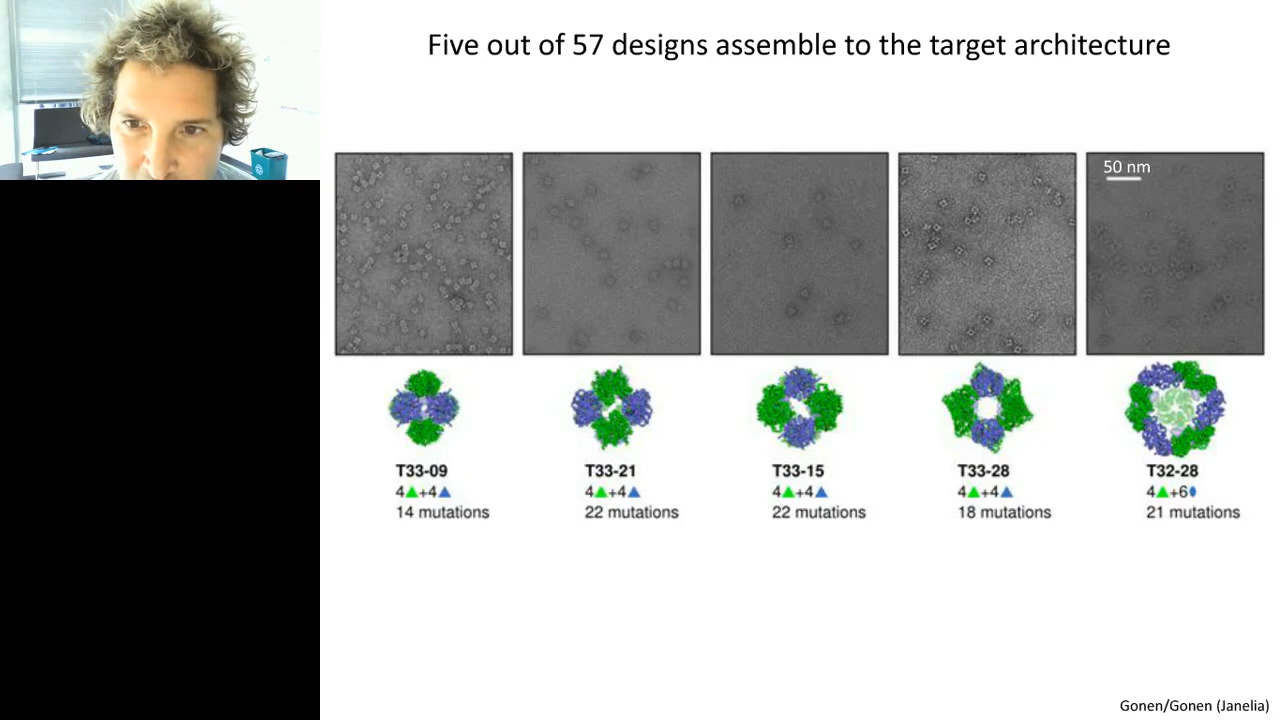 Five out of 57 designs assemble to the target architecture
50 nm
T33-09
4▲+4▲
14 mutations
T33-21
4▲+4▲
22 mutations
T33-15
4▲+4▲
22 mutations
T33-28
4▲+4▲
18 mutations
T32-28
4▲+6⬮
21 mutations
Gonen/Gonen (Janelia)